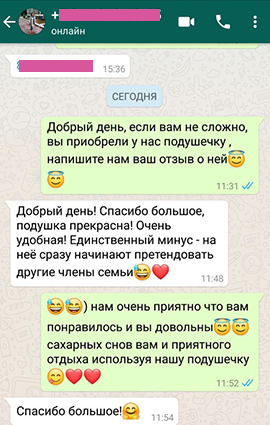 +
онлайн
15:36
СЕГОДНЯ
Добрый день, если вам не сложно,
вы приобрели у нас подушечку ,
напишите нам ваш отзыв о ней😇
😇
11:31
Добрый день! Спасибо большое,
подушка прекрасна! Очень
удобная! Единственный минус - на
неё сразу начинают претендовать
другие члены семьи😅❤️
11:48
😅😅) нам очень приятно что вам
понравилось и вы довольны😇😇
сахарных снов вам и приятного
отдыха используя нашу подушечку
😋❤️❤️
11:52
Спасибо большое!🤗
11:54